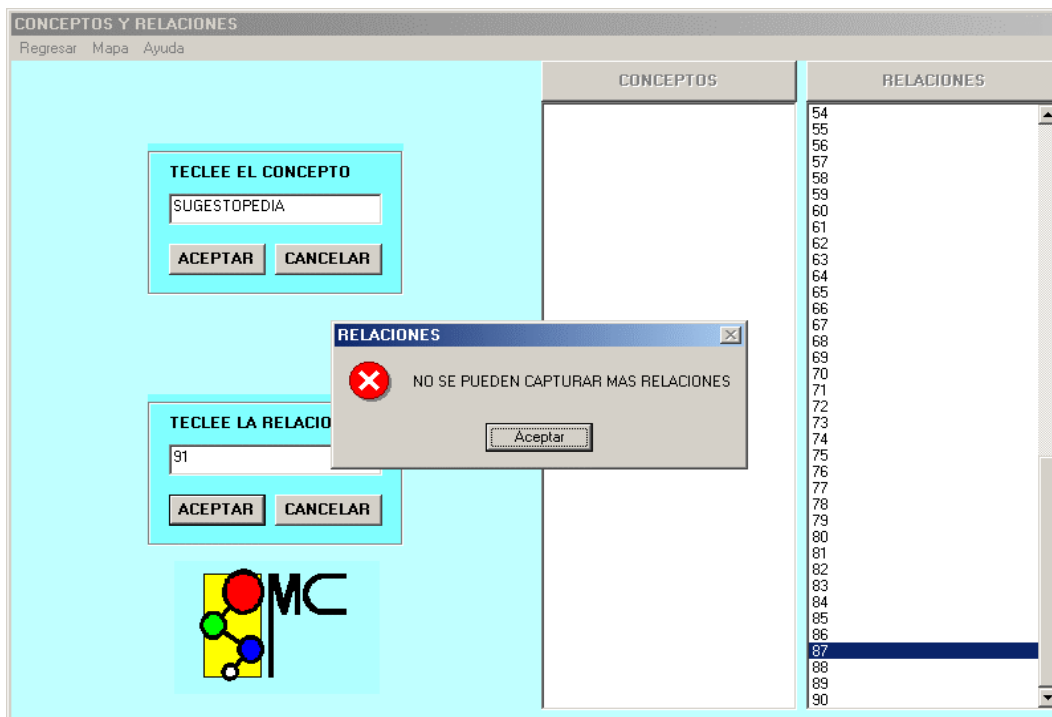 CONCEPTOS Y RELACIONES
Regresar Mapa Ayuda
CONCEPTOS
RELACIONES
TECLEE EL CONCEPTO
SUGESTOPEDIA
ACEPTAR CANCELAR
RELACIONES
NO SE PUEDEN CAPTURAR MAS RELACIONES
Aceptar
TECLEE LA RELACIO
91
ACEPTAR CANCELAR
MC
54
55
56
57
58
59
60
61
62
63
64
65
66
67
68
69
70
71
72
73
74
75
76
77
78
79
80
81
82
83
84
85
86
87
88
89
90